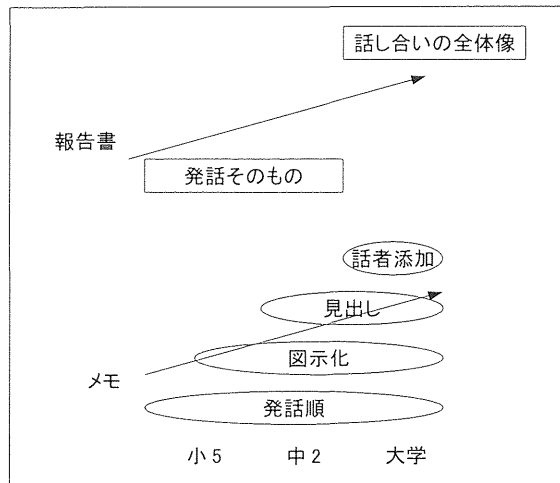 話し合いの全体像
報告書
発話そのもの
話者添加
見出し
図示化
メモ
発話順
小5 中2 大学